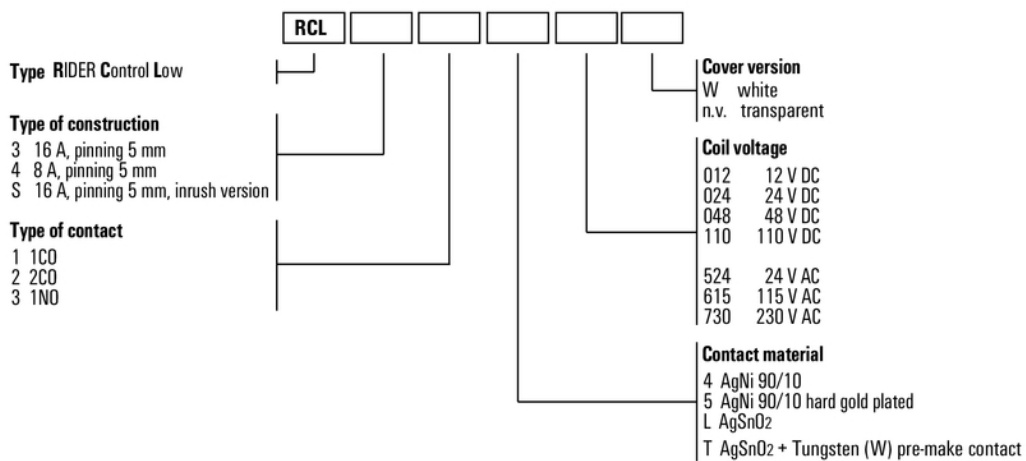 RCL
Type RIDER Control Low
Type of construction
3 16 A, pinning 5 mm
4 8 A, pinning 5 mm
S 16 A, pinning 5 mm, inrush version
Type of contact
1 1CO
2 2CO
3 1NO
Cover version
W white
n.v. transparent
Coil voltage
012 12 V DC
024 24 V DC
048 48 V DC
110 110 V DC
524 24 V AC
615 115 V AC
730 230 V AC
Contact material
4 AgNi 90/10
5 AgNi 90/10 hard gold plated
L AgSnO2
T AgSnO2 + Tungsten (W) pre-make contact